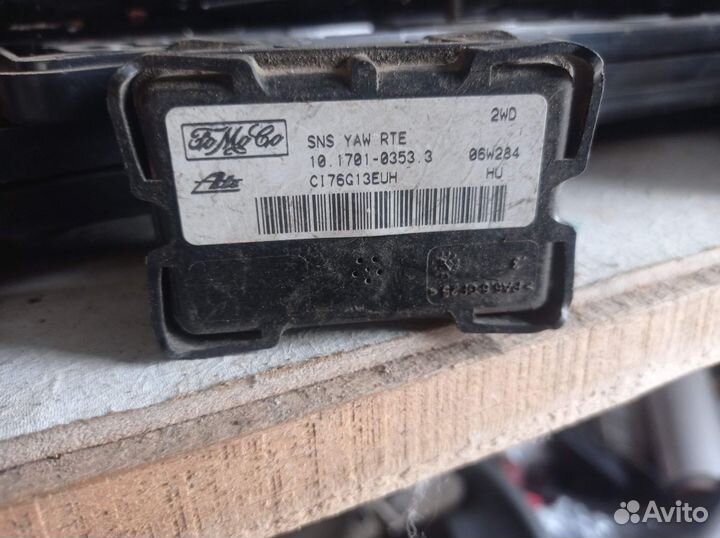 2WD
FoMoCo
SNS YAW RTE
10.1701-0353.3
06W284
Ate
C176G13EUH
HU
Avito